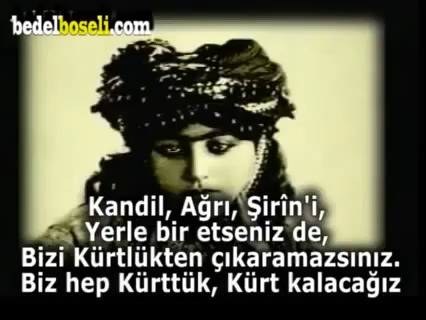 bedelboseli.com
Kandil, Ağrı, Şirîn'i,
Yerle bir etseniz de,
Bizi Kürtlükten çıkaramazsınız.
Biz hep Kürttük, Kürt kalacağız